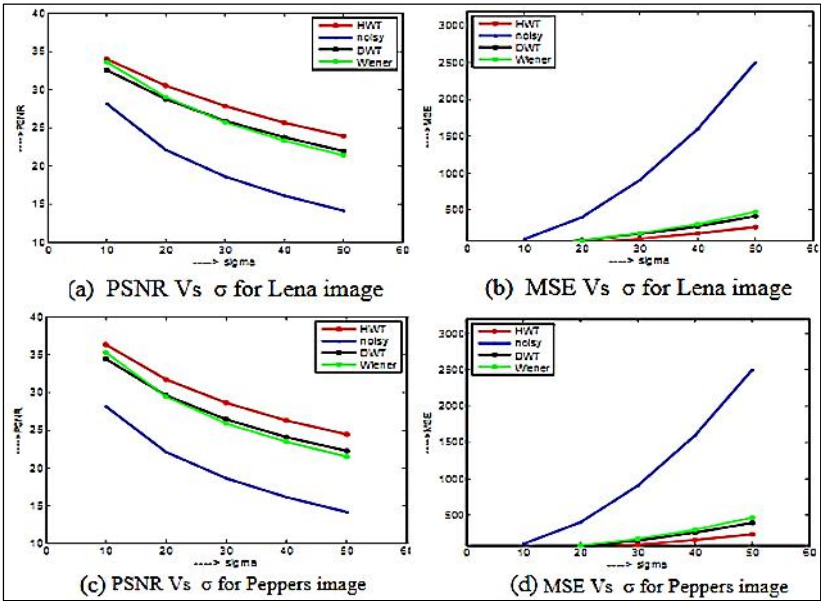 40
35
30
25
20
15
10
---->PSNR
HWT
noisy
DWT
Wiener
0 10 20 30 40 50 60
----> sigma
(a) PSNR Vs σ for Lena image
3000
2500
2000
1500
1000
500
---->MSE
HWT
noisy
DWT
Wiener
0 10 20 30 40 50 60
----> sigma
(b) MSE Vs σ for Lena image
40
35
30
25
20
15
10
---->PSNR
HWT
noisy
DWT
Wiener
0 10 20 30 40 50 60
----> sigma
(c) PSNR Vs σ for Peppers image
3000
2500
2000
1500
1000
500
---->MSE
HWT
noisy
DWT
Wiener
0 10 20 30 40 50 60
----> sigma
(d) MSE Vs σ for Peppers image